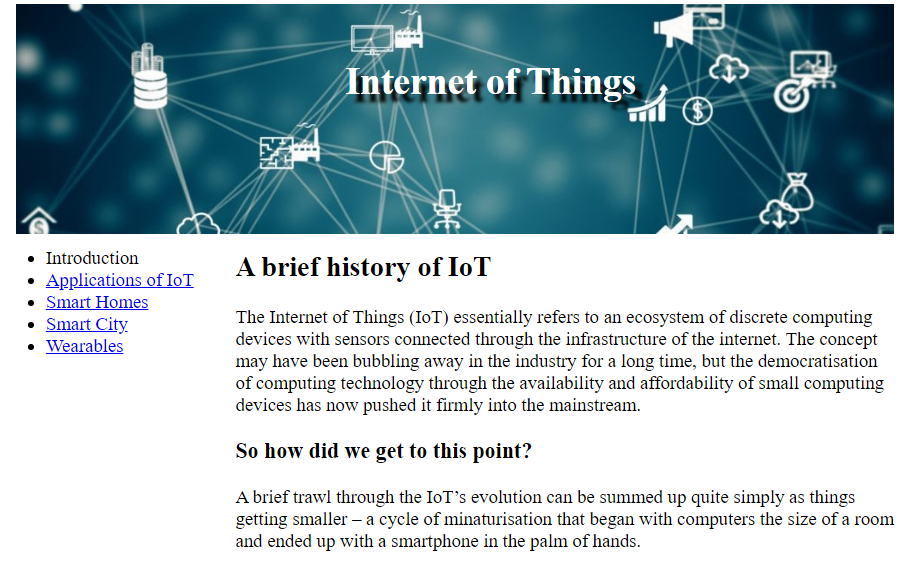 Internet of Things
Introduction
Applications of IoT
Smart Homes
Smart City
Wearables
A brief history of IoT
The Internet of Things (IoT) essentially refers to an ecosystem of discrete computing
devices with sensors connected through the infrastructure of the internet. The concept
may have been bubbling away in the industry for a long time, but the democratisation
of computing technology through the availability and affordability of small computing
devices has now pushed it firmly into the mainstream.
So how did we get to this point?
A brief trawl through the IoT’s evolution can be summed up quite simply as things
getting smaller – a cycle of minaturisation that began with computers the size of a room
and ended up with a smartphone in the palm of hands.